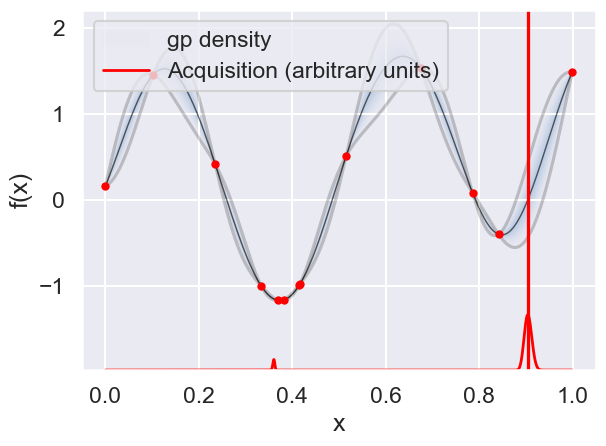 gp density
Acquisition (arbitrary units)
f(x)
2
1
0
−1
0.0 0.2 0.4 0.6 0.8 1.0
x